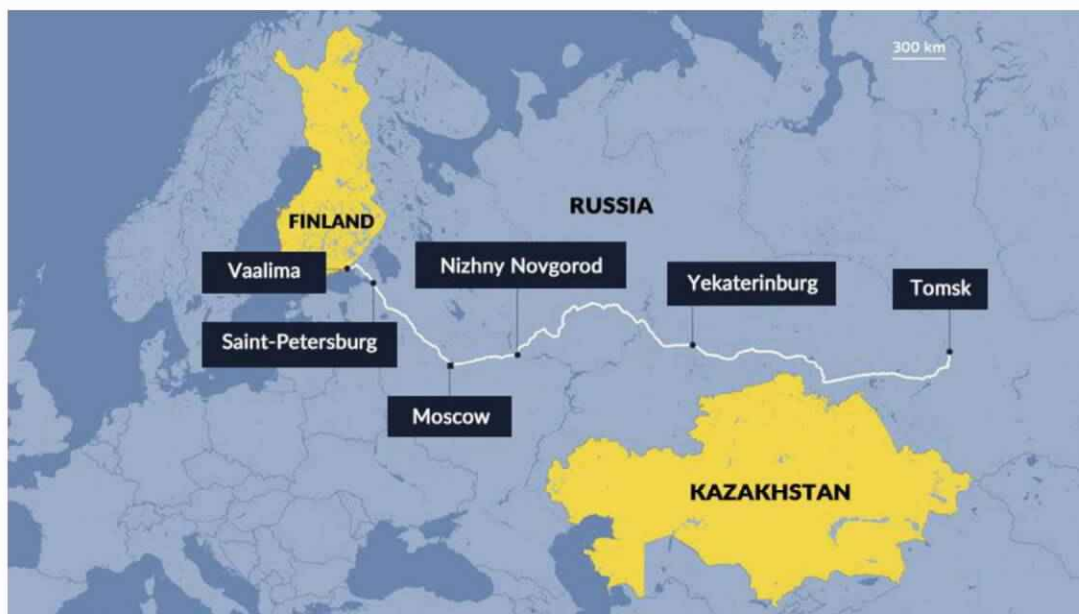 300 km
RUSSIA
FINLAND
Vaalima
Nizhny Novgorod
Yekaterinburg
Tomsk
Saint-Petersburg
Moscow
KAZAKHSTAN